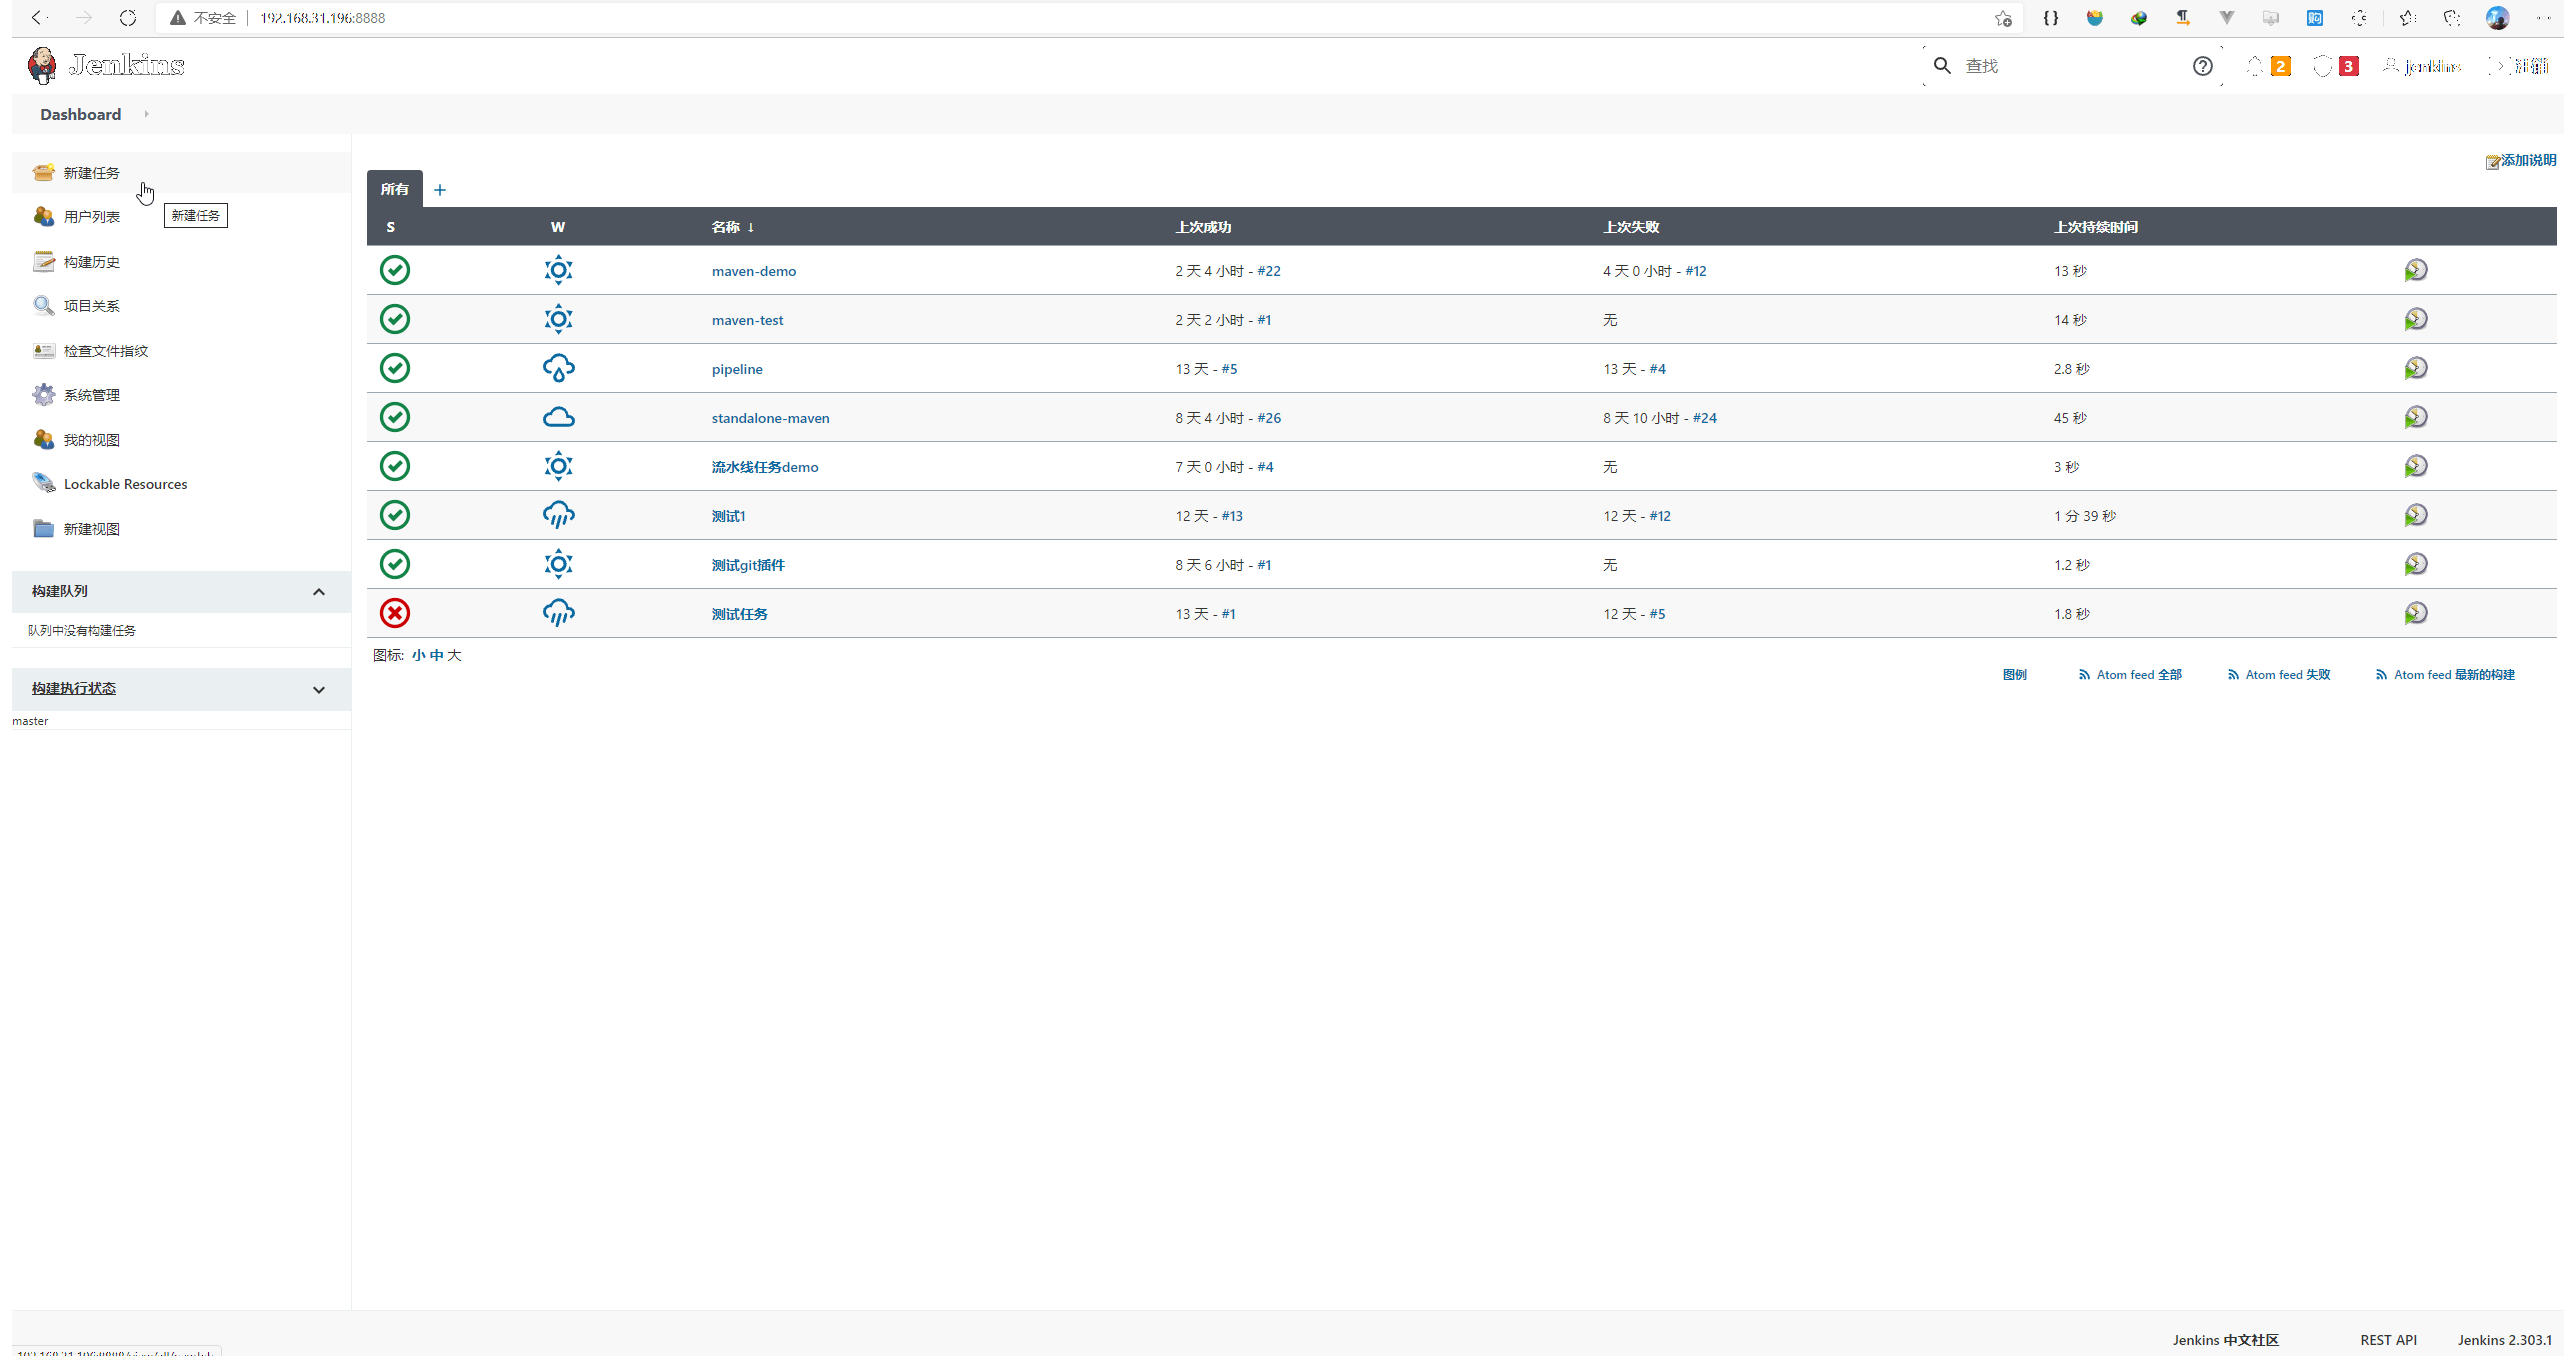 不安全 192.168.31.196:8888
Jenkins
查找
2
3
jenkins
Dashboard
添加说明
新建任务
用户列表
新建任务
构建历史
项目关系
检查文件指纹
系统管理
我的视图
Lockable Resources
新建视图
构建队列
队列中没有构建任务
构建执行状态
master
所有 +
S W 名称 ↓ 上次成功 上次失败 上次持续时间
maven-demo 2 天 4 小时 - #22 4 天 0 小时 - #12 13 秒
maven-test 2 天 2 小时 - #1 无 14 秒
pipeline 13 天 - #5 13 天 - #4 2.8 秒
standalone-maven 8 天 4 小时 - #26 8 天 10 小时 - #24 45 秒
流水线任务demo 7 天 0 小时 - #4 无 3 秒
测试1 12 天 - #13 12 天 - #12 1 分 39 秒
测试git插件 8 天 6 小时 - #1 无 1.2 秒
测试任务 13 天 - #1 12 天 - #5 1.8 秒
图标: 小 中 大
图例 Atom feed 全部 Atom feed 失败 Atom feed 最新的构建
Jenkins 中文社区 REST API Jenkins 2.303.1